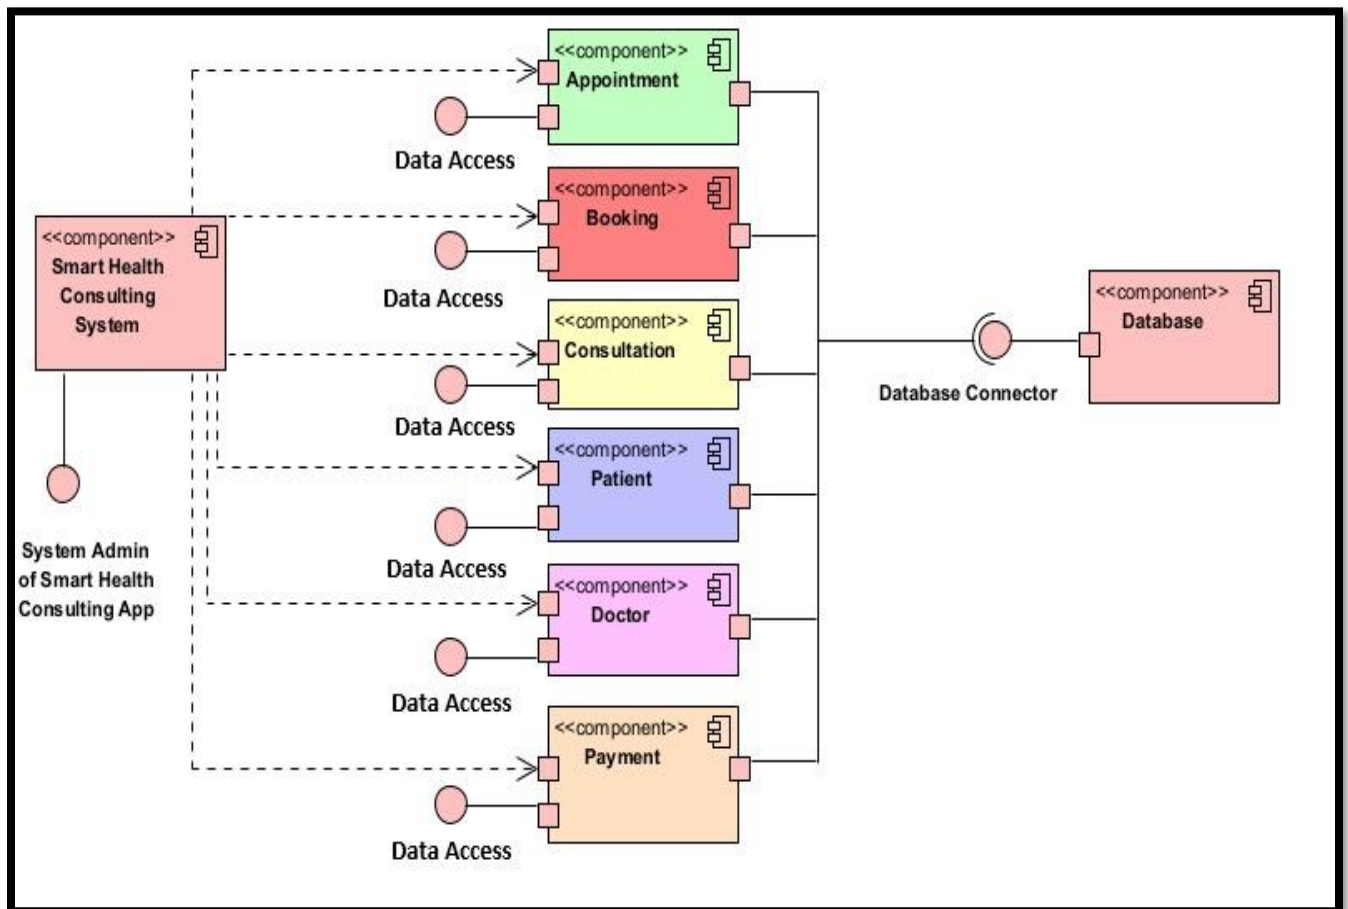 <<component>>
Appointment
Data Access
<<component>>
Booking
Data Access
<<component>>
Smart Health
Consulting
System
<<component>>
Consultation
Data Access
<<component>>
Patient
Data Access
<<component>>
Doctor
Data Access
<<component>>
Payment
Data Access
System Admin
of Smart Health
Consulting App
Database Connector
<<component>>
Database